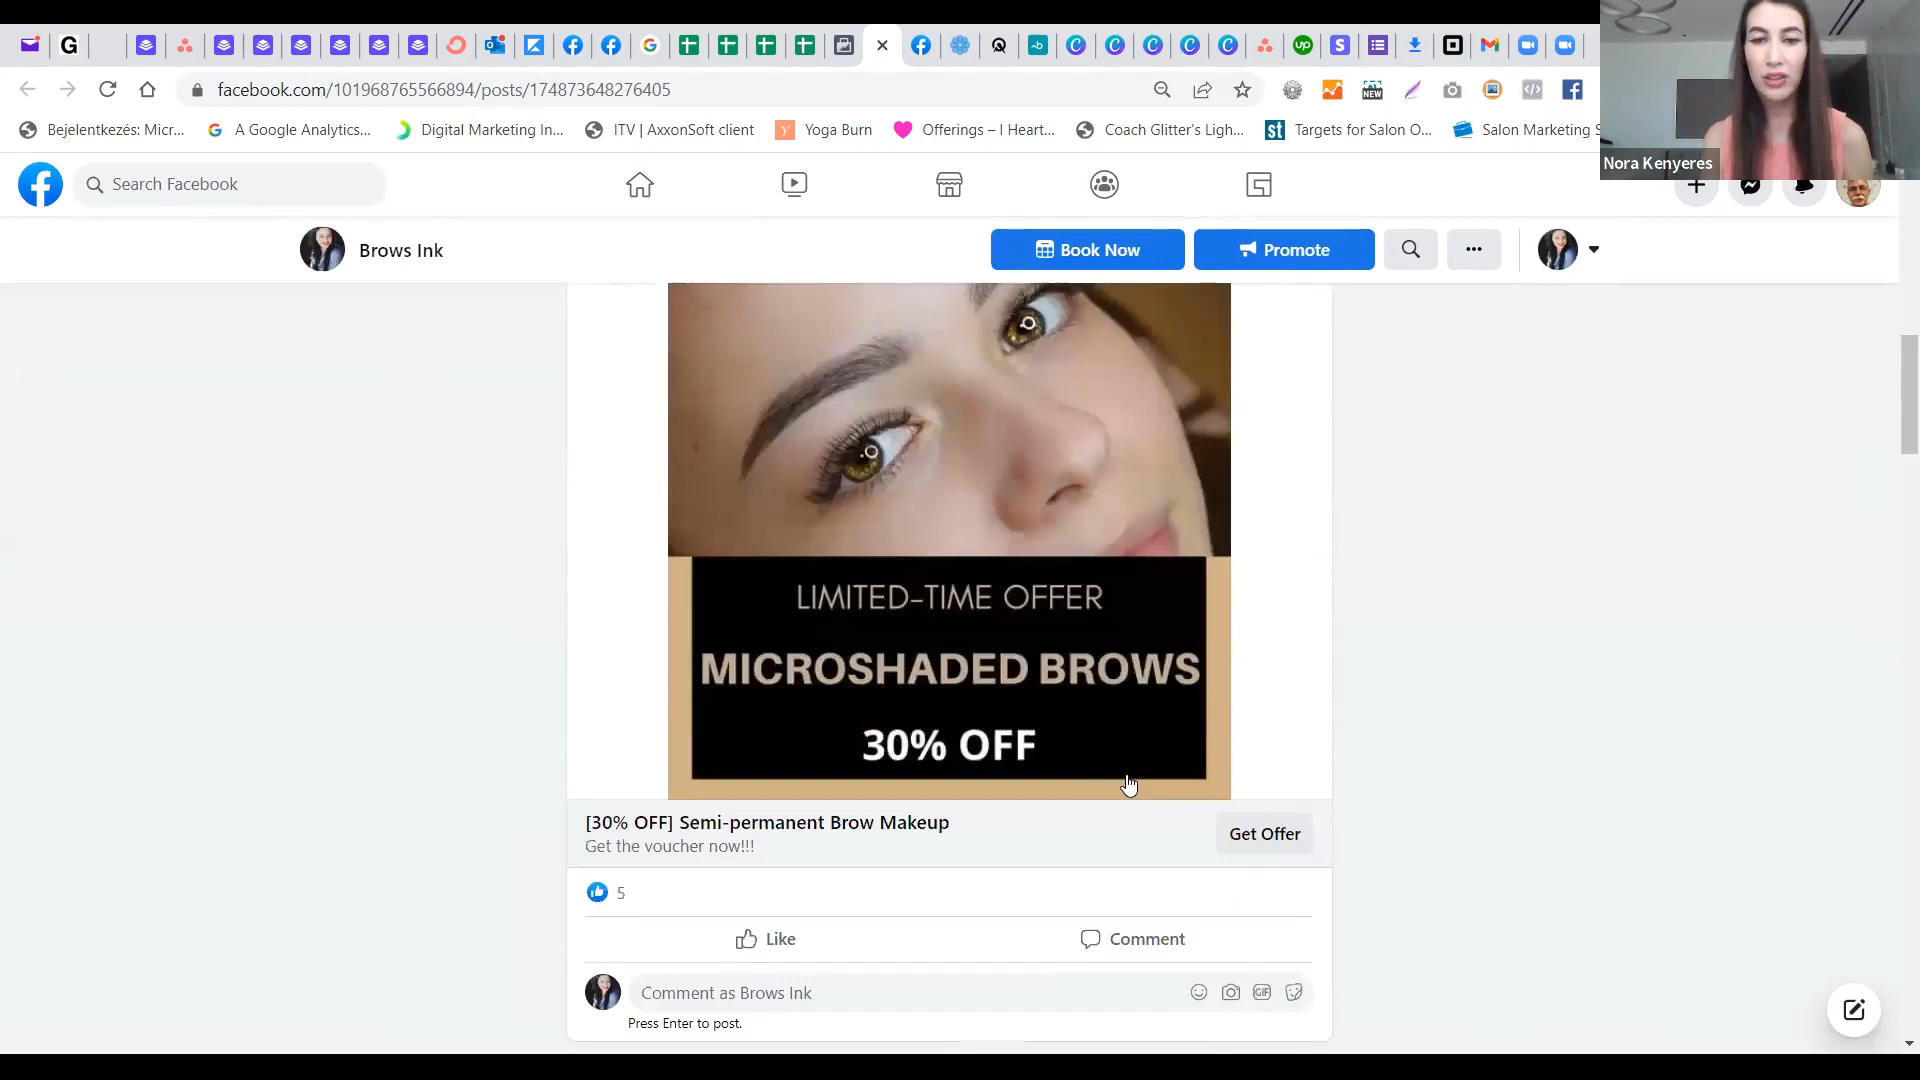 facebook.com/101968765566894/posts/174873648276405
Bejelentkezés: Micr...
A Google Analytics...
Digital Marketing In...
ITV | AxxonSoft client
Yoga Burn
Offerings – I Heart...
Coach Glitter's Ligh...
Targets for Salon O...
Salon Marketing S
Nora Kenyeres
Search Facebook
Brows Ink
Book Now
Promote
LIMITED-TIME OFFER
MICROSHADED BROWS
30% OFF
[30% OFF] Semi-permanent Brow Makeup
Get the voucher now!!!
Get Offer
5
Like
Comment
Comment as Brows Ink
GIF
Press Enter to post.